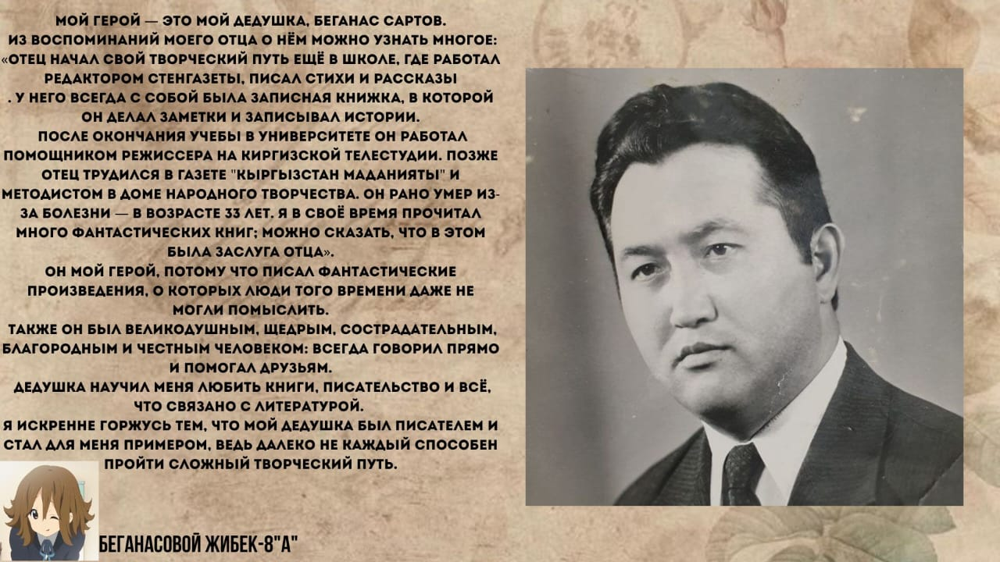 МОЙ ГЕРОЙ — ЭТО МОЙ ДЕДУШКА, БЕГАНАС САРТОВ.
ИЗ ВОСПОМИНАНИЙ МОЕГО ОТЦА О НЁМ МОЖНО УЗНАТЬ МНОГОЕ:
«ОТЕЦ НАЧАЛ СВОЙ ТВОРЧЕСКИЙ ПУТЬ ЕЩЁ В ШКОЛЕ, ГДЕ РАБОТАЛ
РЕДАКТОРОМ СТЕНГАЗЕТЫ, ПИСАЛ СТИХИ И РАССКАЗЫ
. У НЕГО ВСЕГДА С СОБОЙ БЫЛА ЗАПИСНАЯ КНИЖКА, В КОТОРОЙ
ОН ДЕЛАЛ ЗАМЕТКИ И ЗАПИСЫВАЛ ИСТОРИИ.
ПОСЛЕ ОКОНЧАНИЯ УЧЕБЫ В УНИВЕРСИТЕТЕ ОН РАБОТАЛ
ПОМОЩНИКОМ РЕЖИССЕРА НА КИРГИЗСКОЙ ТЕЛЕСТУДИИ. ПОЗЖЕ
ОТЕЦ ТРУДИЛСЯ В ГАЗЕТЕ "КЫРГЫЗСТАН МАДАНИЯТЫ" И
МЕТОДИСТОМ В ДОМЕ НАРОДНОГО ТВОРЧЕСТВА. ОН РАНО УМЕР ИЗ-
ЗА БОЛЕЗНИ — В ВОЗРАСТЕ 33 ЛЕТ. Я В СВОЁ ВРЕМЯ ПРОЧИТАЛ
МНОГО ФАНТАСТИЧЕСКИХ КНИГ; МОЖНО СКАЗАТЬ, ЧТО В ЭТОМ
БЫЛА ЗАСЛУГА ОТЦА».
ОН МОЙ ГЕРОЙ, ПОТОМУ ЧТО ПИСАЛ ФАНТАСТИЧЕСКИЕ
ПРОИЗВЕДЕНИЯ, О КОТОРЫХ ЛЮДИ ТОГО ВРЕМЕНИ ДАЖЕ НЕ
МОГЛИ ПОМЫСЛИТЬ.
ТАКЖЕ ОН БЫЛ ВЕЛИКОДУШНЫМ, ЩЕДРЫМ, СОСТРАДАТЕЛЬНЫМ,
БЛАГОРОДНЫМ И ЧЕСТНЫМ ЧЕЛОВЕКОМ: ВСЕГДА ГОВОРИЛ ПРЯМО
И ПОМОГАЛ ДРУЗЬЯМ.
ДЕДУШКА НАУЧИЛ МЕНЯ ЛЮБИТЬ КНИГИ, ПИСАТЕЛЬСТВО И ВСЁ,
ЧТО СВЯЗАНО С ЛИТЕРАТУРОЙ.
Я ИСКРЕННЕ ГОРЖУСЬ ТЕМ, ЧТО МОЙ ДЕДУШКА БЫЛ ПИСАТЕЛЕМ И
СТАЛ ДЛЯ МЕНЯ ПРИМЕРОМ, ВЕДЬ ДАЛЕКО НЕ КАЖДЫЙ СПОСОБЕН
ПРОЙТИ СЛОЖНЫЙ ТВОРЧЕСКИЙ ПУТЬ.
БЕГАНАСОВОЙ ЖИБЕК-8"А"